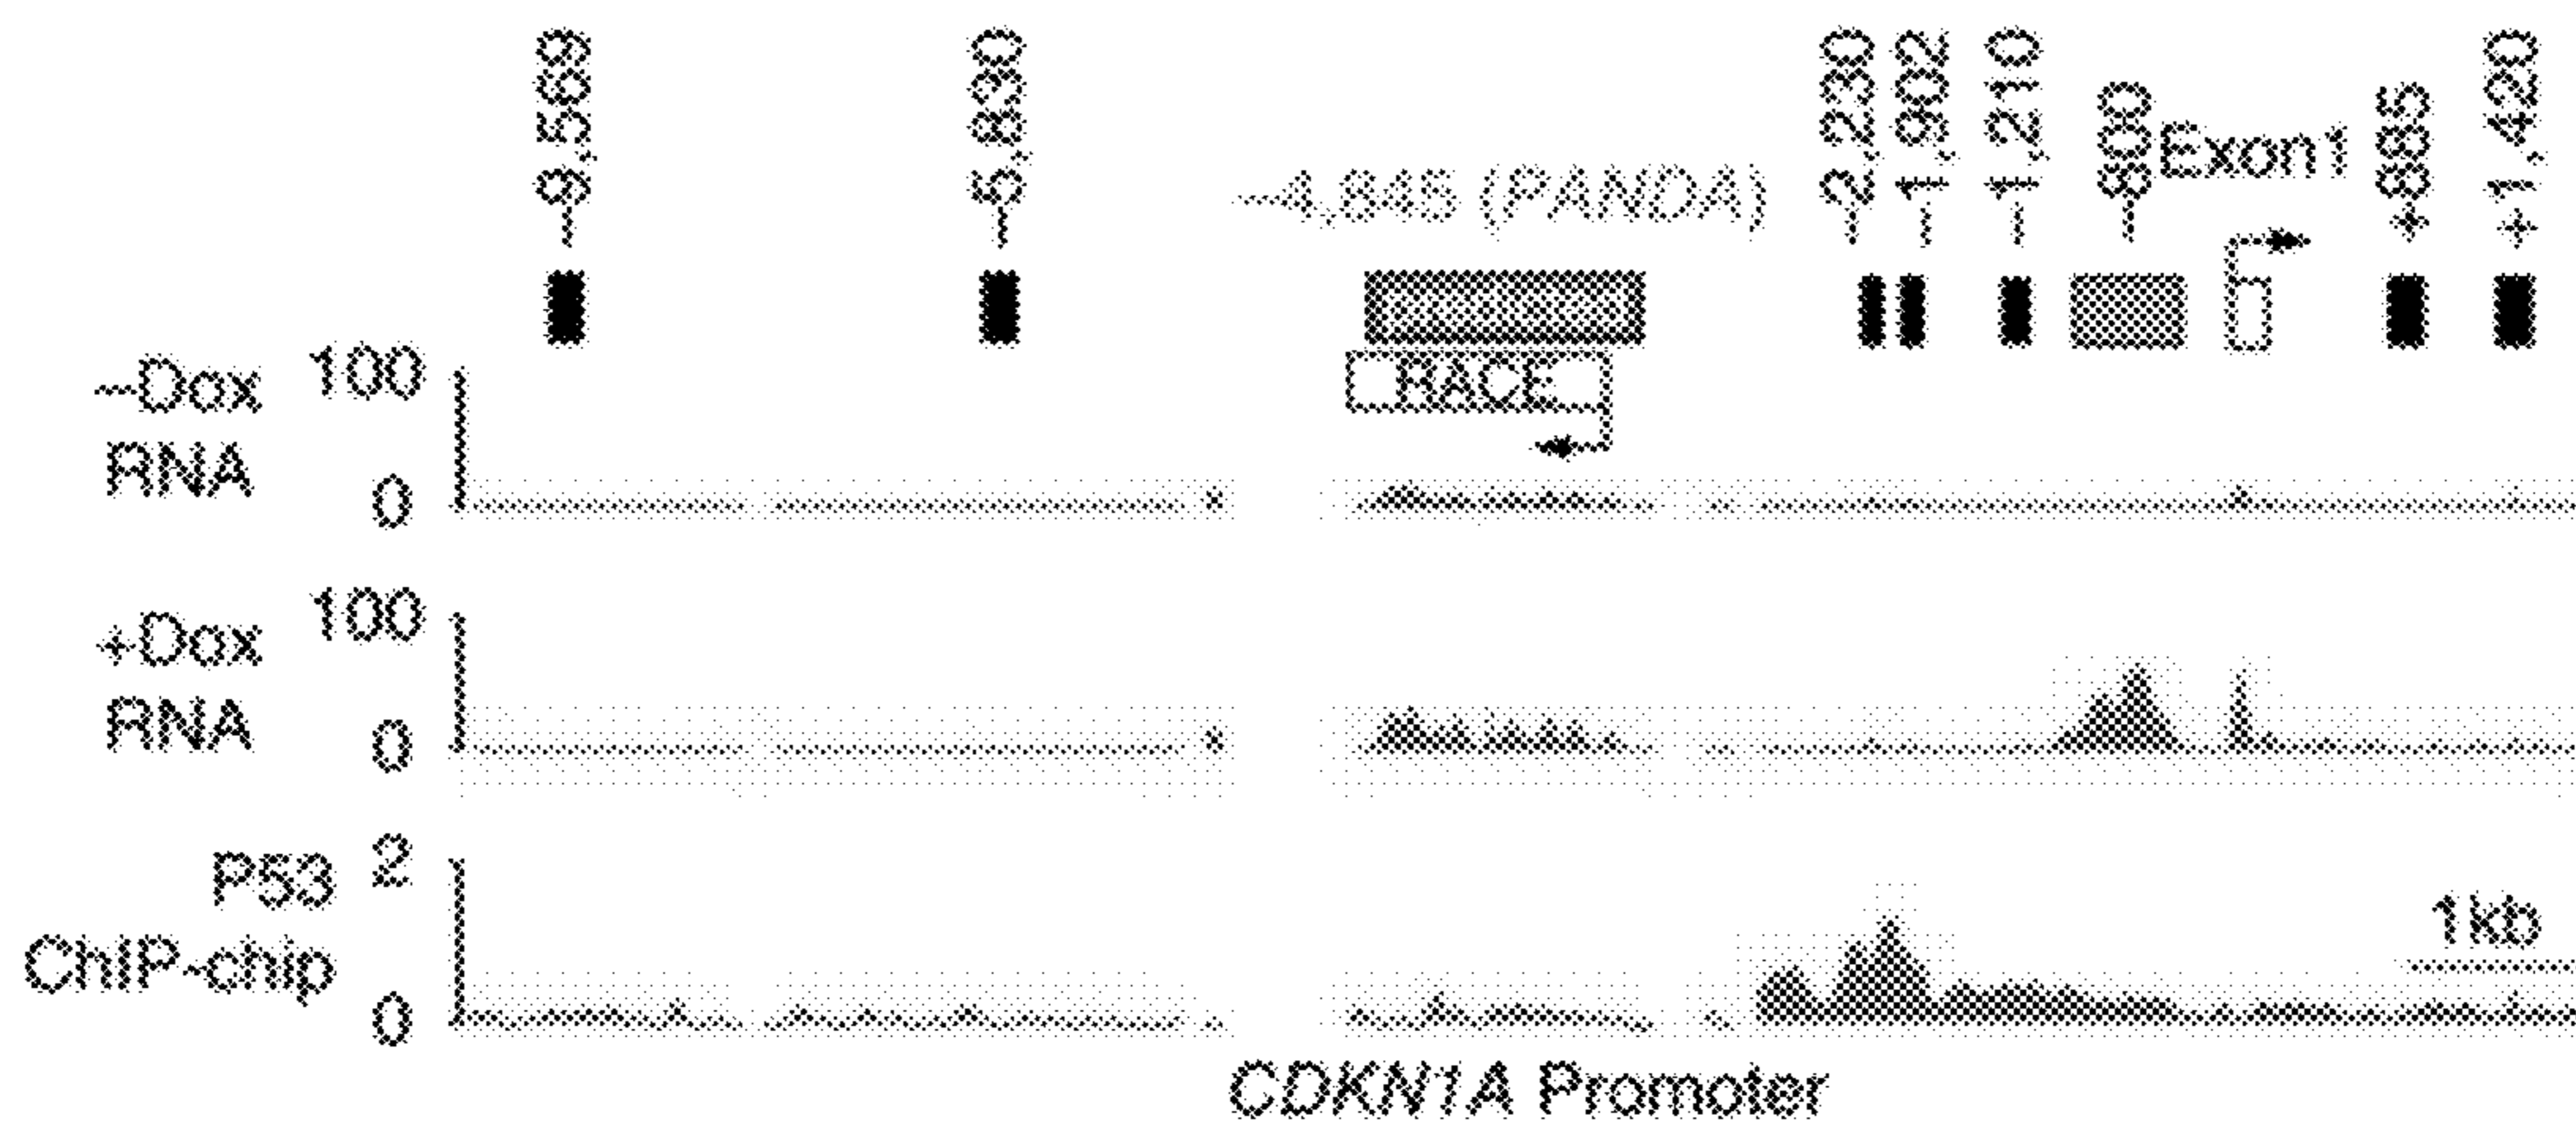 −9,569
−5,830
−4,845 (PANDA)
−2,230
−1,902
−1,210
−800
Exon1
+885
+1,420
RACE
−Dox
RNA
100
0
+Dox
RNA
100
0
P53
ChIP-chip
2
0
1kb
CDKN1A Promoter